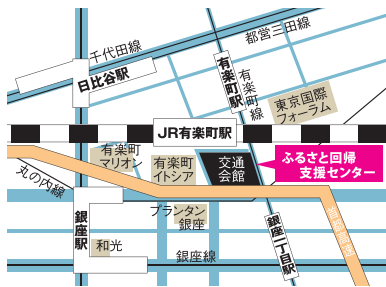 都営三田線
千代田線
日比谷駅
有楽町駅
有楽町線
東京国際
フォーラム
JR有楽町駅
有楽町
マリオン
有楽町
イトシア
交通
会館
ふるさと回帰
支援センター
丸の内線
プランタン
銀座
銀座駅
和光
銀座線
銀座一丁目駅